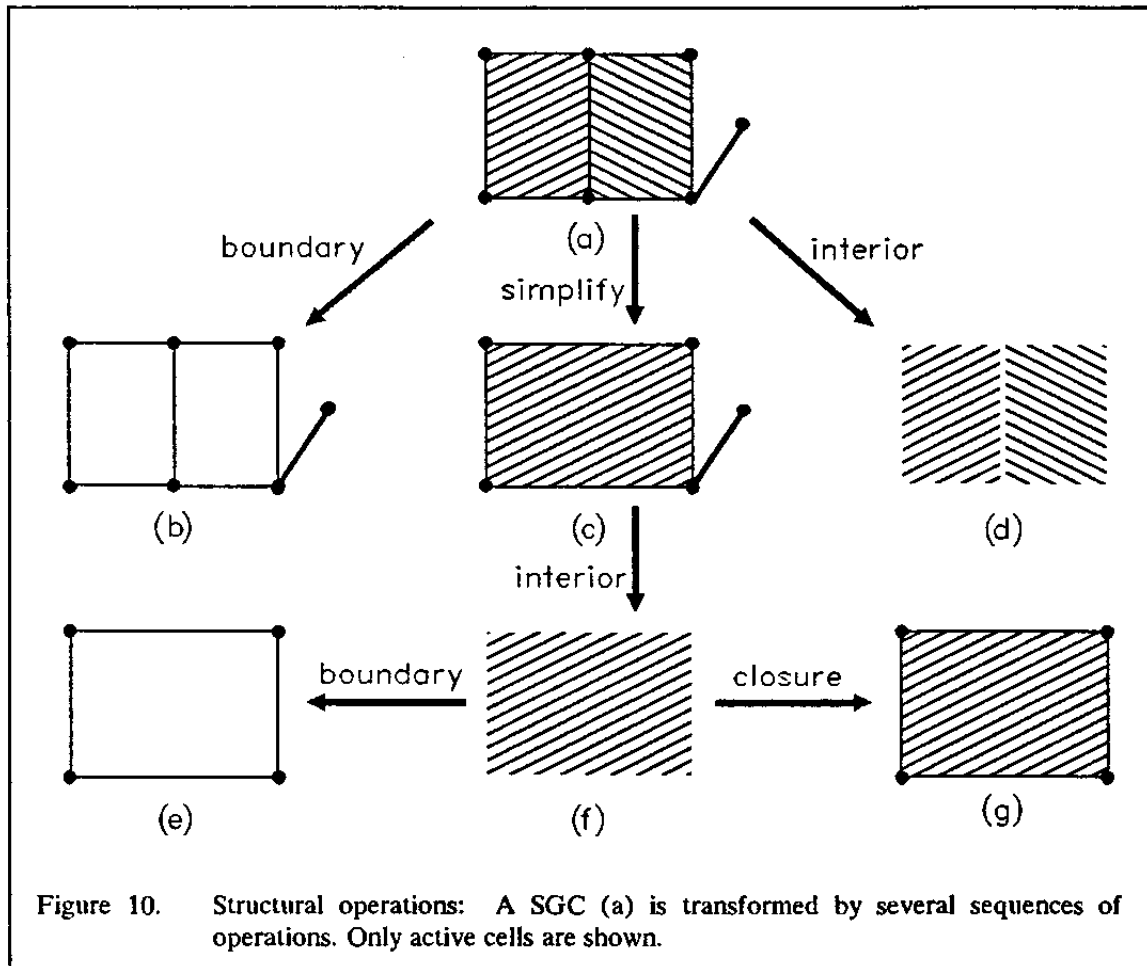 (a)
boundary
simplify
interior
(b)
(c)
(d)
interior
boundary
closure
(e)
(f)
(g)
Figure 10. Structural operations: A SGC (a) is transformed by several sequences of
operations. Only active cells are shown.